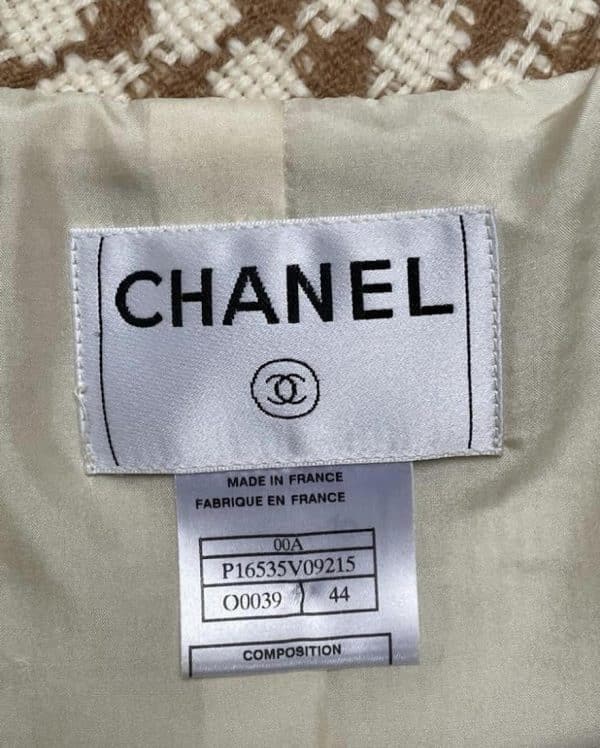 CHANEL
MADE IN FRANCE
FABRIQUE EN FRANCE
00A
P16535V09215
O0039 44
COMPOSITION